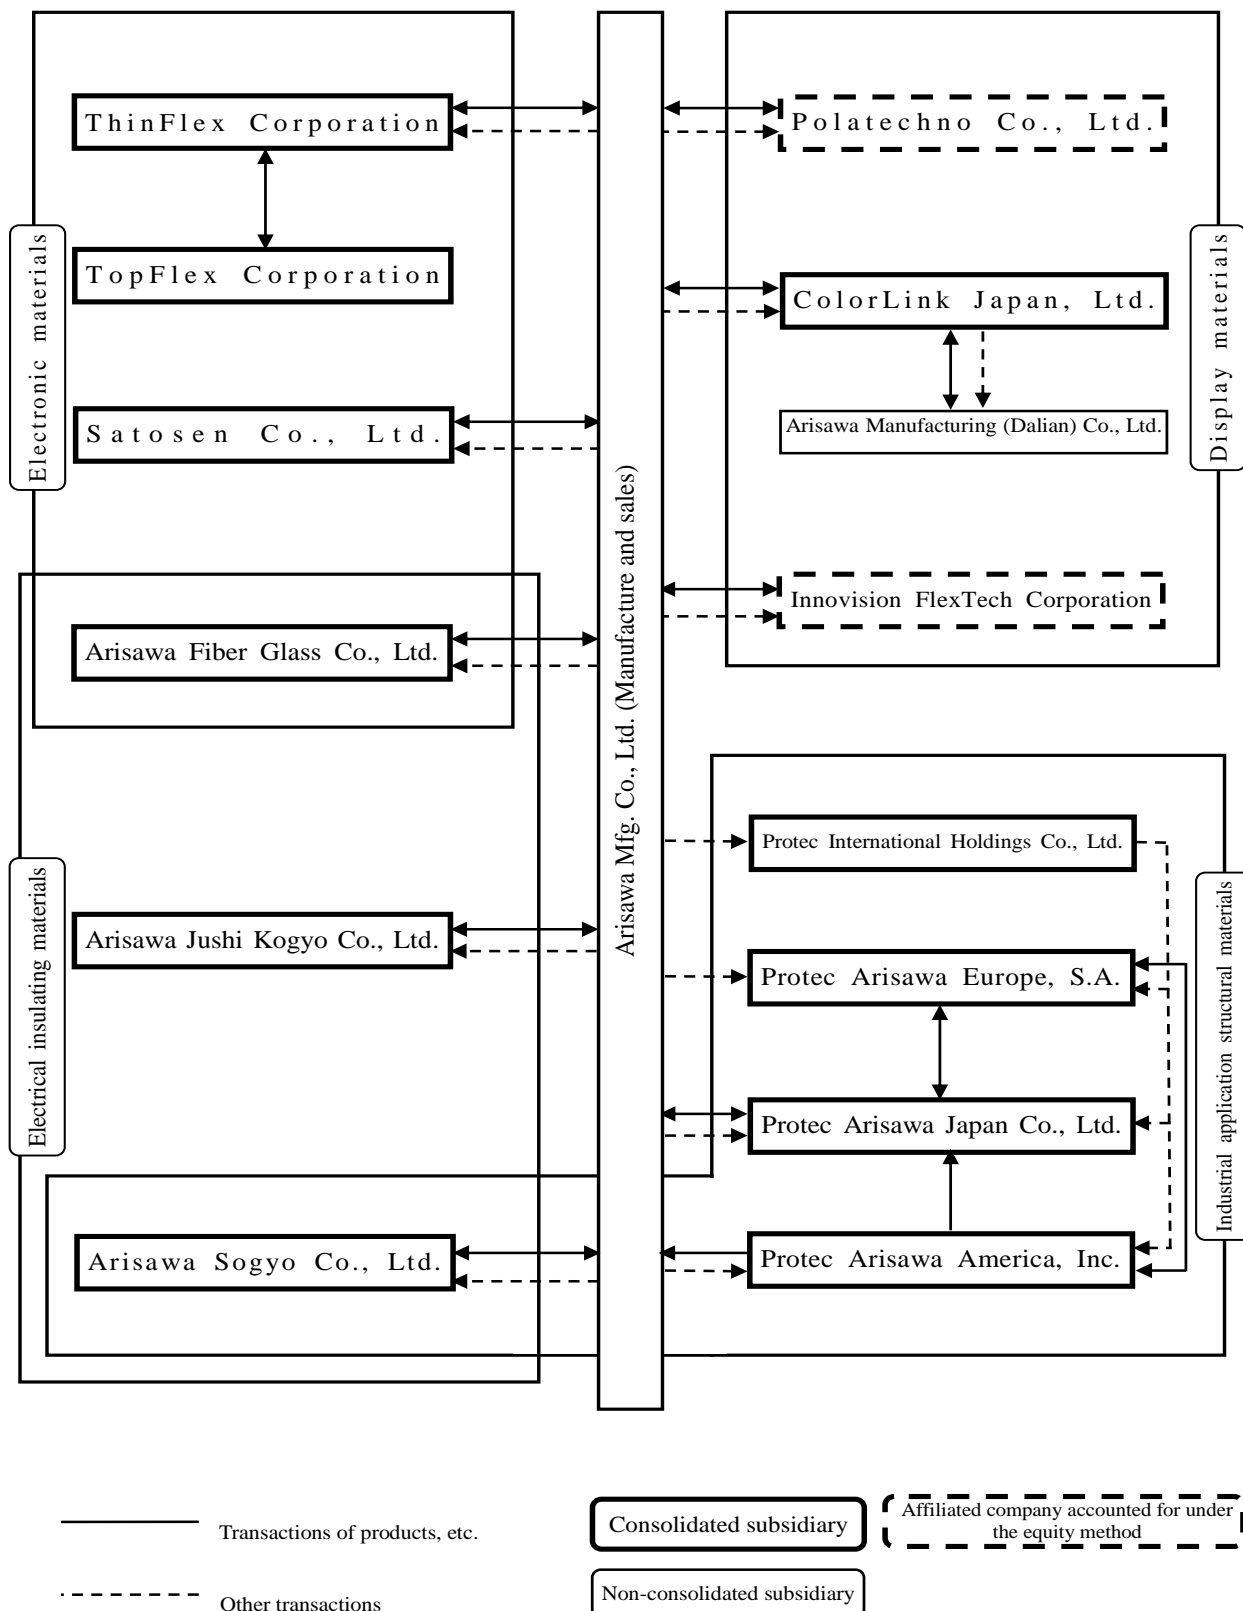 Electronic materials
ThinFlex Corporation
TopFlex Corporation
Satosen Co., Ltd.
Arisawa Fiber Glass Co., Ltd.
Electrical insulating materials
Arisawa Jushi Kogyo Co., Ltd.
Arisawa Sogyo Co., Ltd.
Arisawa Mfg. Co., Ltd. (Manufacture and sales)
Display materials
Polatechno Co., Ltd.
ColorLink Japan, Ltd.
Arisawa Manufacturing (Dalian) Co., Ltd.
Innovision FlexTech Corporation
Industrial application structural materials
Protec International Holdings Co., Ltd.
Protec Arisawa Europe, S.A.
Protec Arisawa Japan Co., Ltd.
Protec Arisawa America, Inc.
Transactions of products, etc.
Other transactions
Consolidated subsidiary
Non-consolidated subsidiary
Affiliated company accounted for under
the equity method